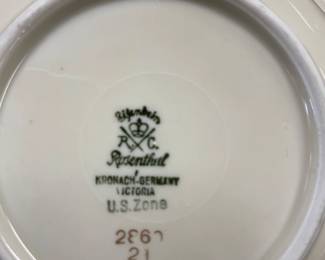 Elfenbein
R C.
Rosenthal
KRONACH-GERMANY
VICTORIA
U.S.Zone
21